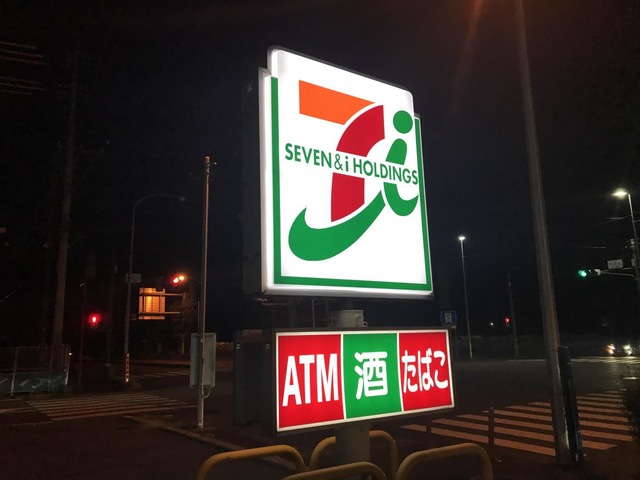 SEVEN & i HOLDINGS
ATM 酒 たばこ